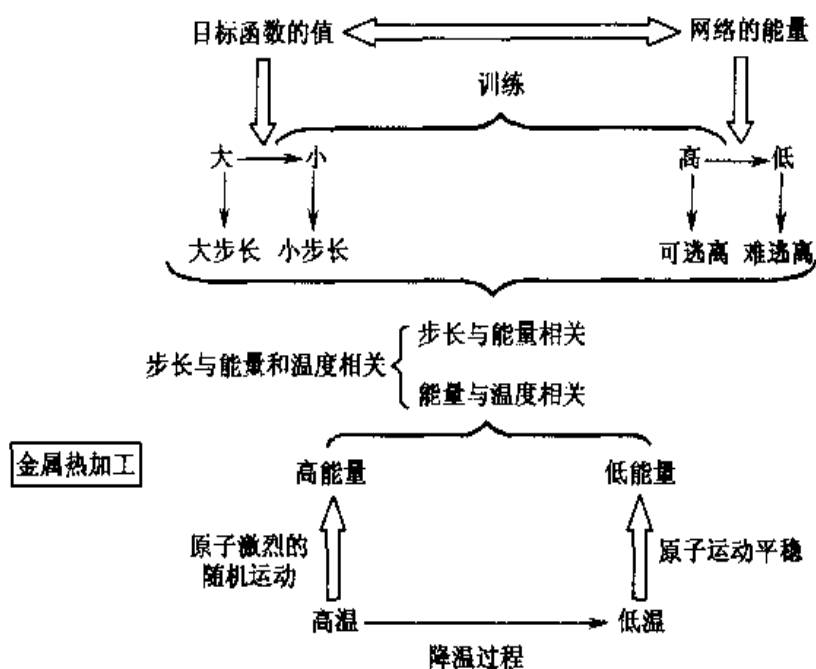 目标函数的值 网络的能量
训练
大 小 高 低
大步长 小步长 可逃离 难逃离
步长与能量相关
步长与能量和温度相关
能量与温度相关
金属热加工
高能量 低能量
原子激烈的
随机运动
原子运动平稳
高温 低温
降温过程